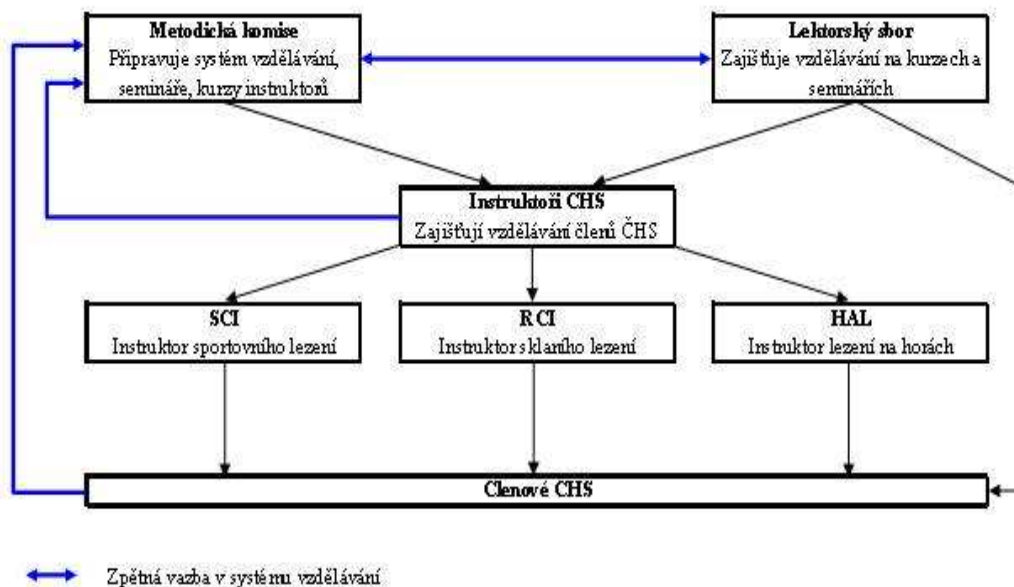 Metodická komise
Připravuje systém vzdělávání,
semináře, kurzy instruktorů
Lektorský sbor
Zajišťuje vzdělávání na kurzech a
seminářích
Instruktoři CHS
Zajišťují vzdělávání členů ČHS
SCI
Instruktor sportovního lezení
RCI
Instruktor sklaního lezení
HAL
Instruktor lezení na horách
Clenové CHS
Zpětná vazba v systému vzdělávání